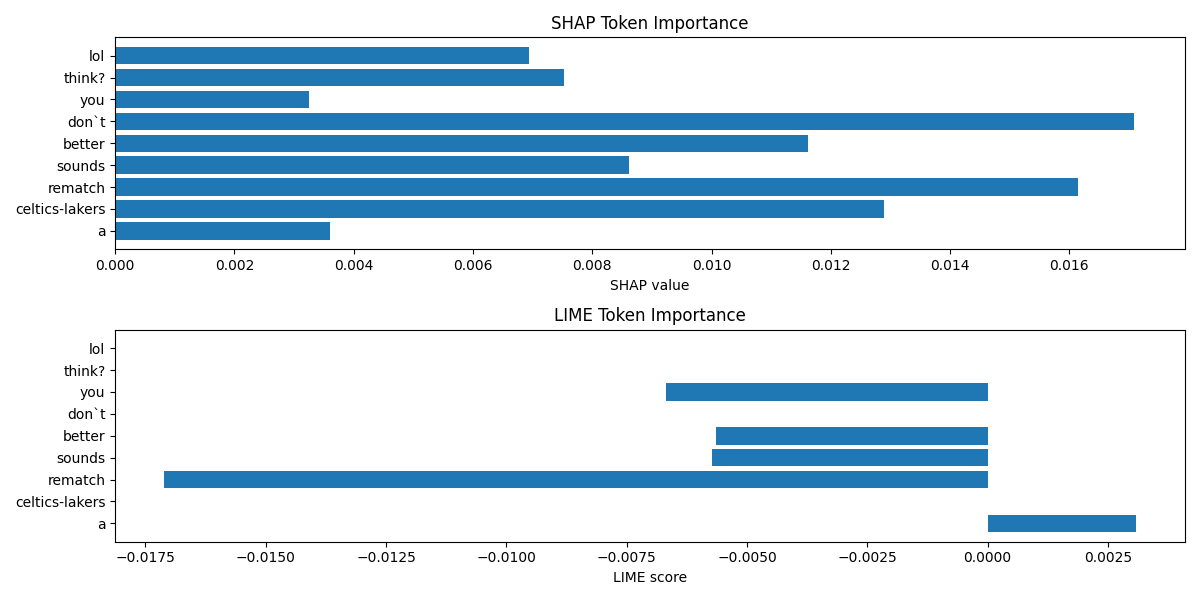 SHAP Token Importance
lol
think?
you
don`t
better
sounds
rematch
celtics-lakers
a
0.000 0.002 0.004 0.006 0.008 0.010 0.012 0.014 0.016
SHAP value
LIME Token Importance
lol
think?
you
don`t
better
sounds
rematch
celtics-lakers
a
−0.0175 −0.0150 −0.0125 −0.0100 −0.0075 −0.0050 −0.0025 0.0000 0.0025
LIME score